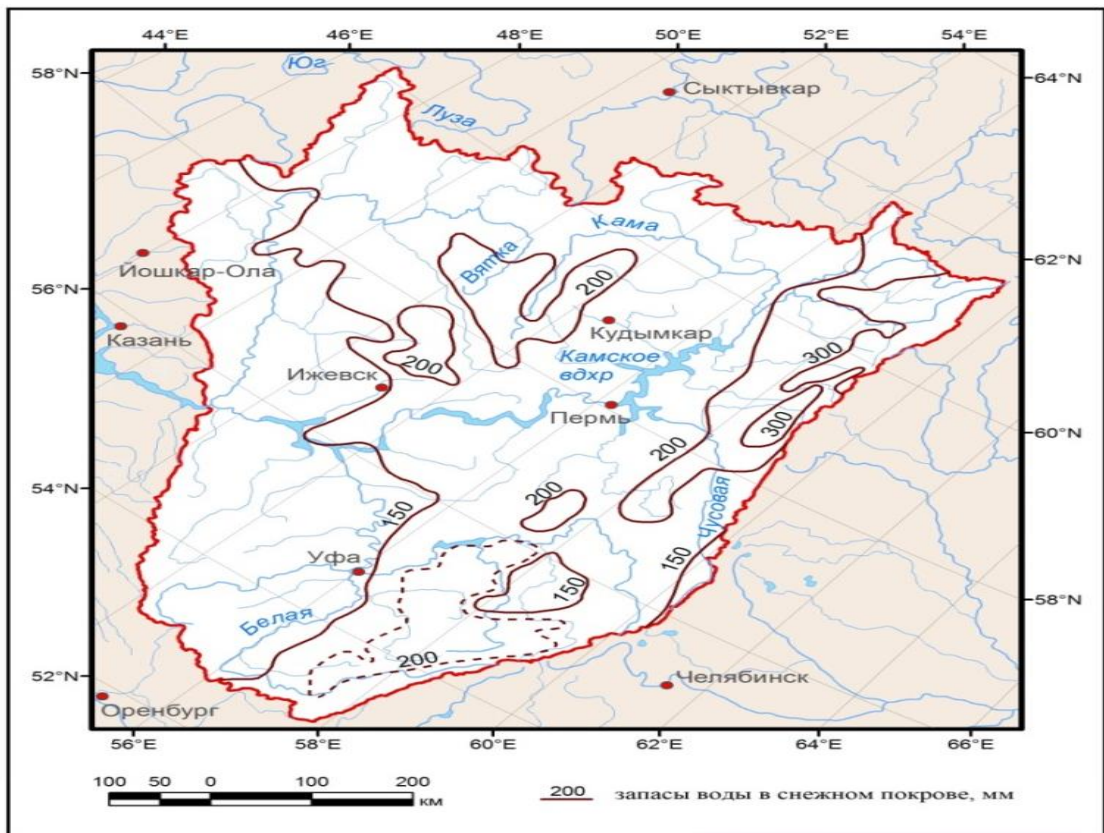 44°E 46°E 48°E 50°E 52°E 54°E
58°N
64°N
Юг
Сыктывкар
Луза
Кама
Вятка
200
62°N
Йошкар-Ола
56°N
Кудымкар
Казань
200
Камское
вдхр
300
Ижевск
Пермь
300
60°N
200
54°N
200
150
Чусовая
Уфа
150
150
58°N
Белая
200
52°N
Челябинск
Оренбург
56°E 58°E 60°E 62°E 64°E 66°E
100 50 0 100 200
км
200 запасы воды в снежном покрове, мм